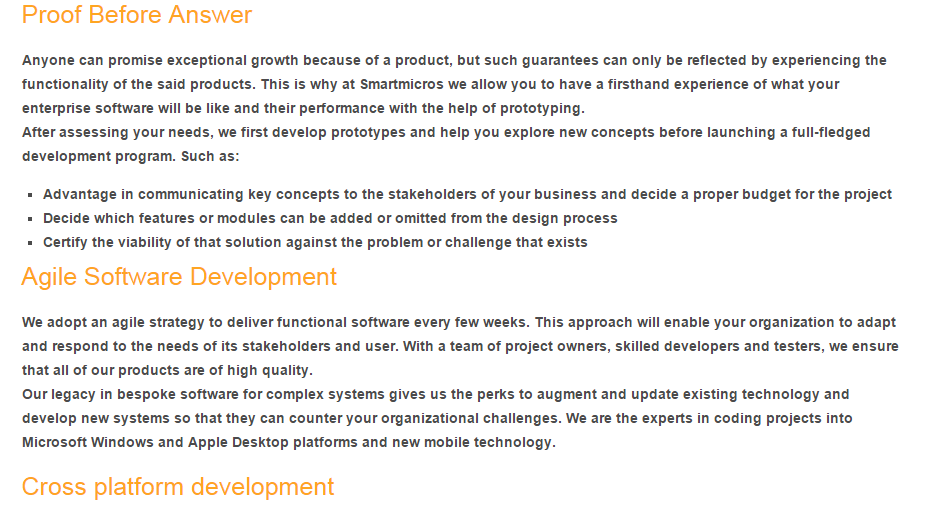 Proof Before Answer
Anyone can promise exceptional growth because of a product, but such guarantees can only be reflected by experiencing the
functionality of the said products. This is why at Smartmicros we allow you to have a firsthand experience of what your
enterprise software will be like and their performance with the help of prototyping.
After assessing your needs, we first develop prototypes and help you explore new concepts before launching a full-fledged
development program. Such as:
Advantage in communicating key concepts to the stakeholders of your business and decide a proper budget for the project
Decide which features or modules can be added or omitted from the design process
Certify the viability of that solution against the problem or challenge that exists
Agile Software Development
We adopt an agile strategy to deliver functional software every few weeks. This approach will enable your organization to adapt
and respond to the needs of its stakeholders and user. With a team of project owners, skilled developers and testers, we ensure
that all of our products are of high quality.
Our legacy in bespoke software for complex systems gives us the perks to augment and update existing technology and
develop new systems so that they can counter your organizational challenges. We are the experts in coding projects into
Microsoft Windows and Apple Desktop platforms and new mobile technology.
Cross platform development